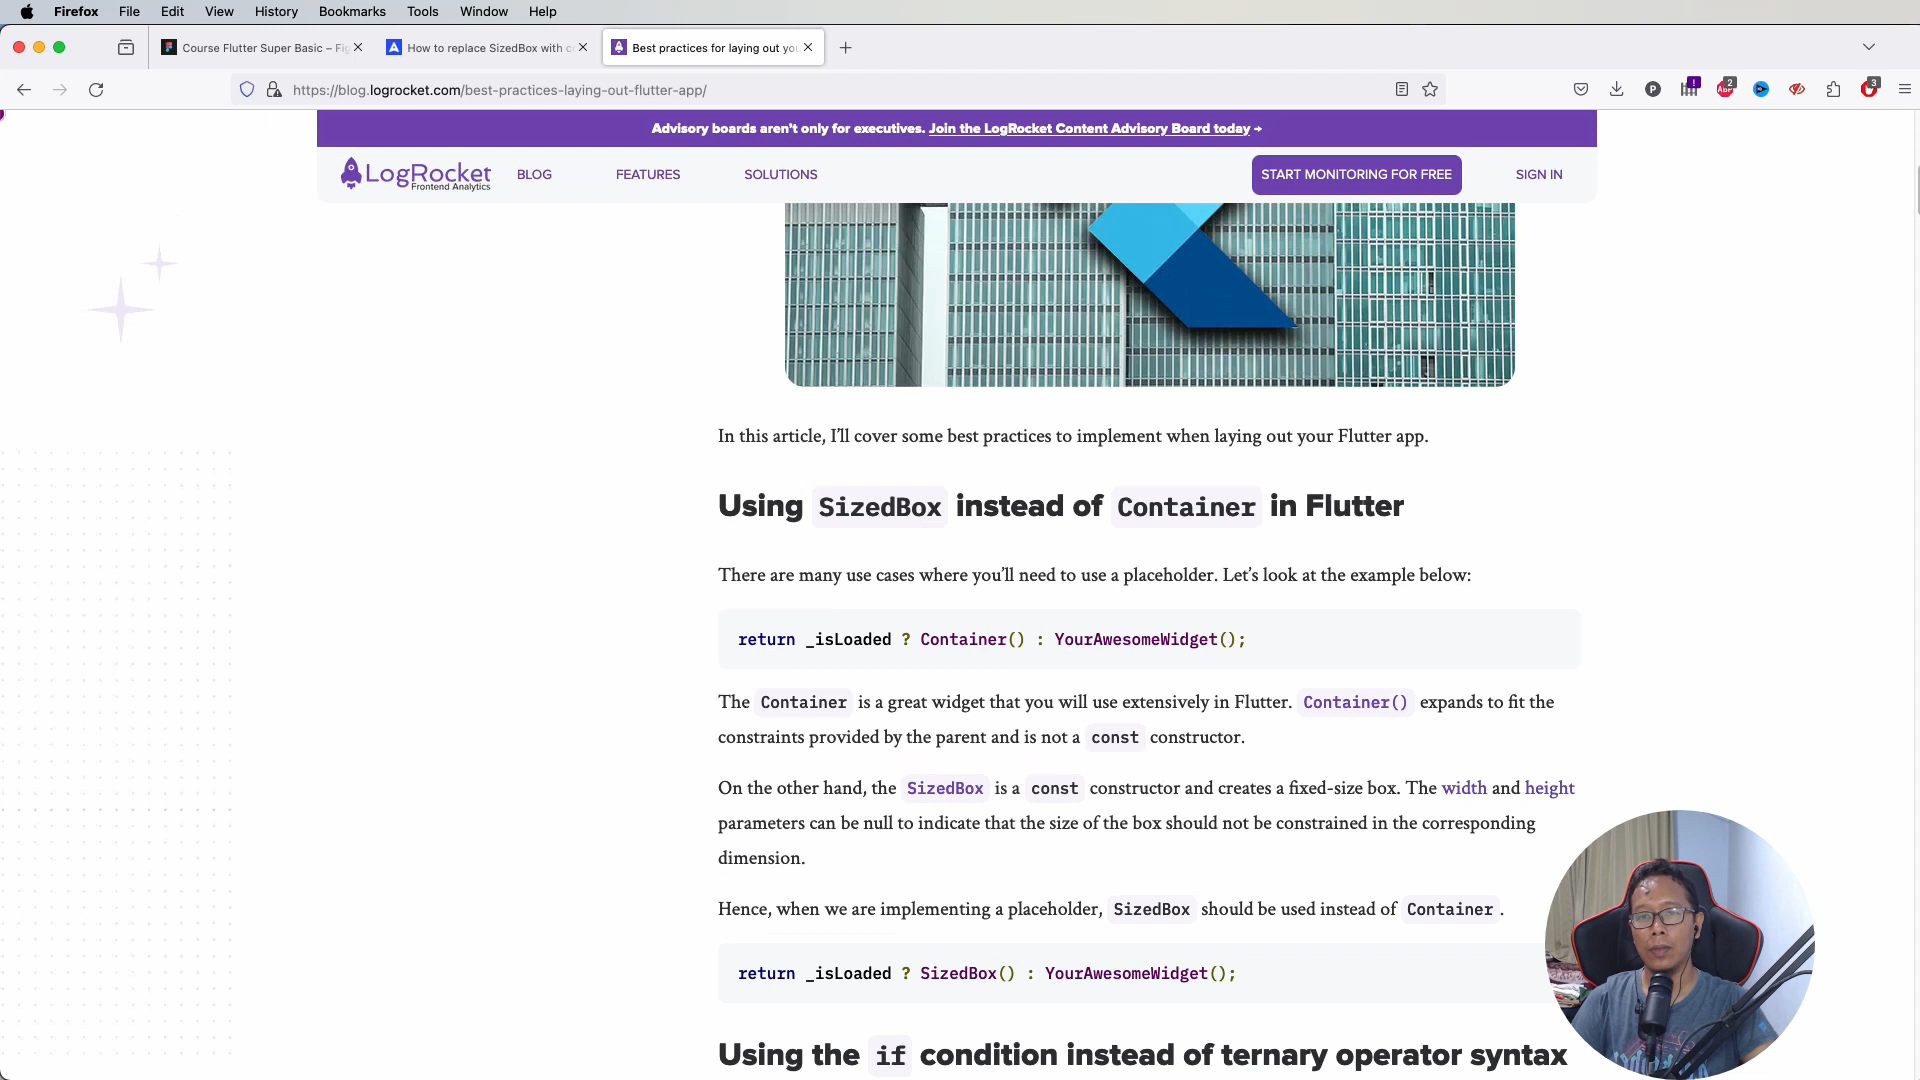 Firefox File Edit View History Bookmarks Tools Window Help
Course Flutter Super Basic – Fig
How to replace SizedBox with c
Best practices for laying out you
https://blog.logrocket.com/best-practices-laying-out-flutter-app/
Advisory boards aren’t only for executives. Join the LogRocket Content Advisory Board today →
LogRocket
Frontend Analytics
BLOG FEATURES SOLUTIONS START MONITORING FOR FREE SIGN IN
In this article, I’ll cover some best practices to implement when laying out your Flutter app.
Using SizedBox instead of Container in Flutter
There are many use cases where you’ll need to use a placeholder. Let’s look at the example below:
return _isLoaded ? Container() : YourAwesomeWidget();
The Container is a great widget that you will use extensively in Flutter. Container() expands to fit the
constraints provided by the parent and is not a const constructor.
On the other hand, the SizedBox is a const constructor and creates a fixed-size box. The width and height
parameters can be null to indicate that the size of the box should not be constrained in the corresponding
dimension.
Hence, when we are implementing a placeholder, SizedBox should be used instead of Container .
return _isLoaded ? SizedBox() : YourAwesomeWidget();
Using the if condition instead of ternary operator syntax